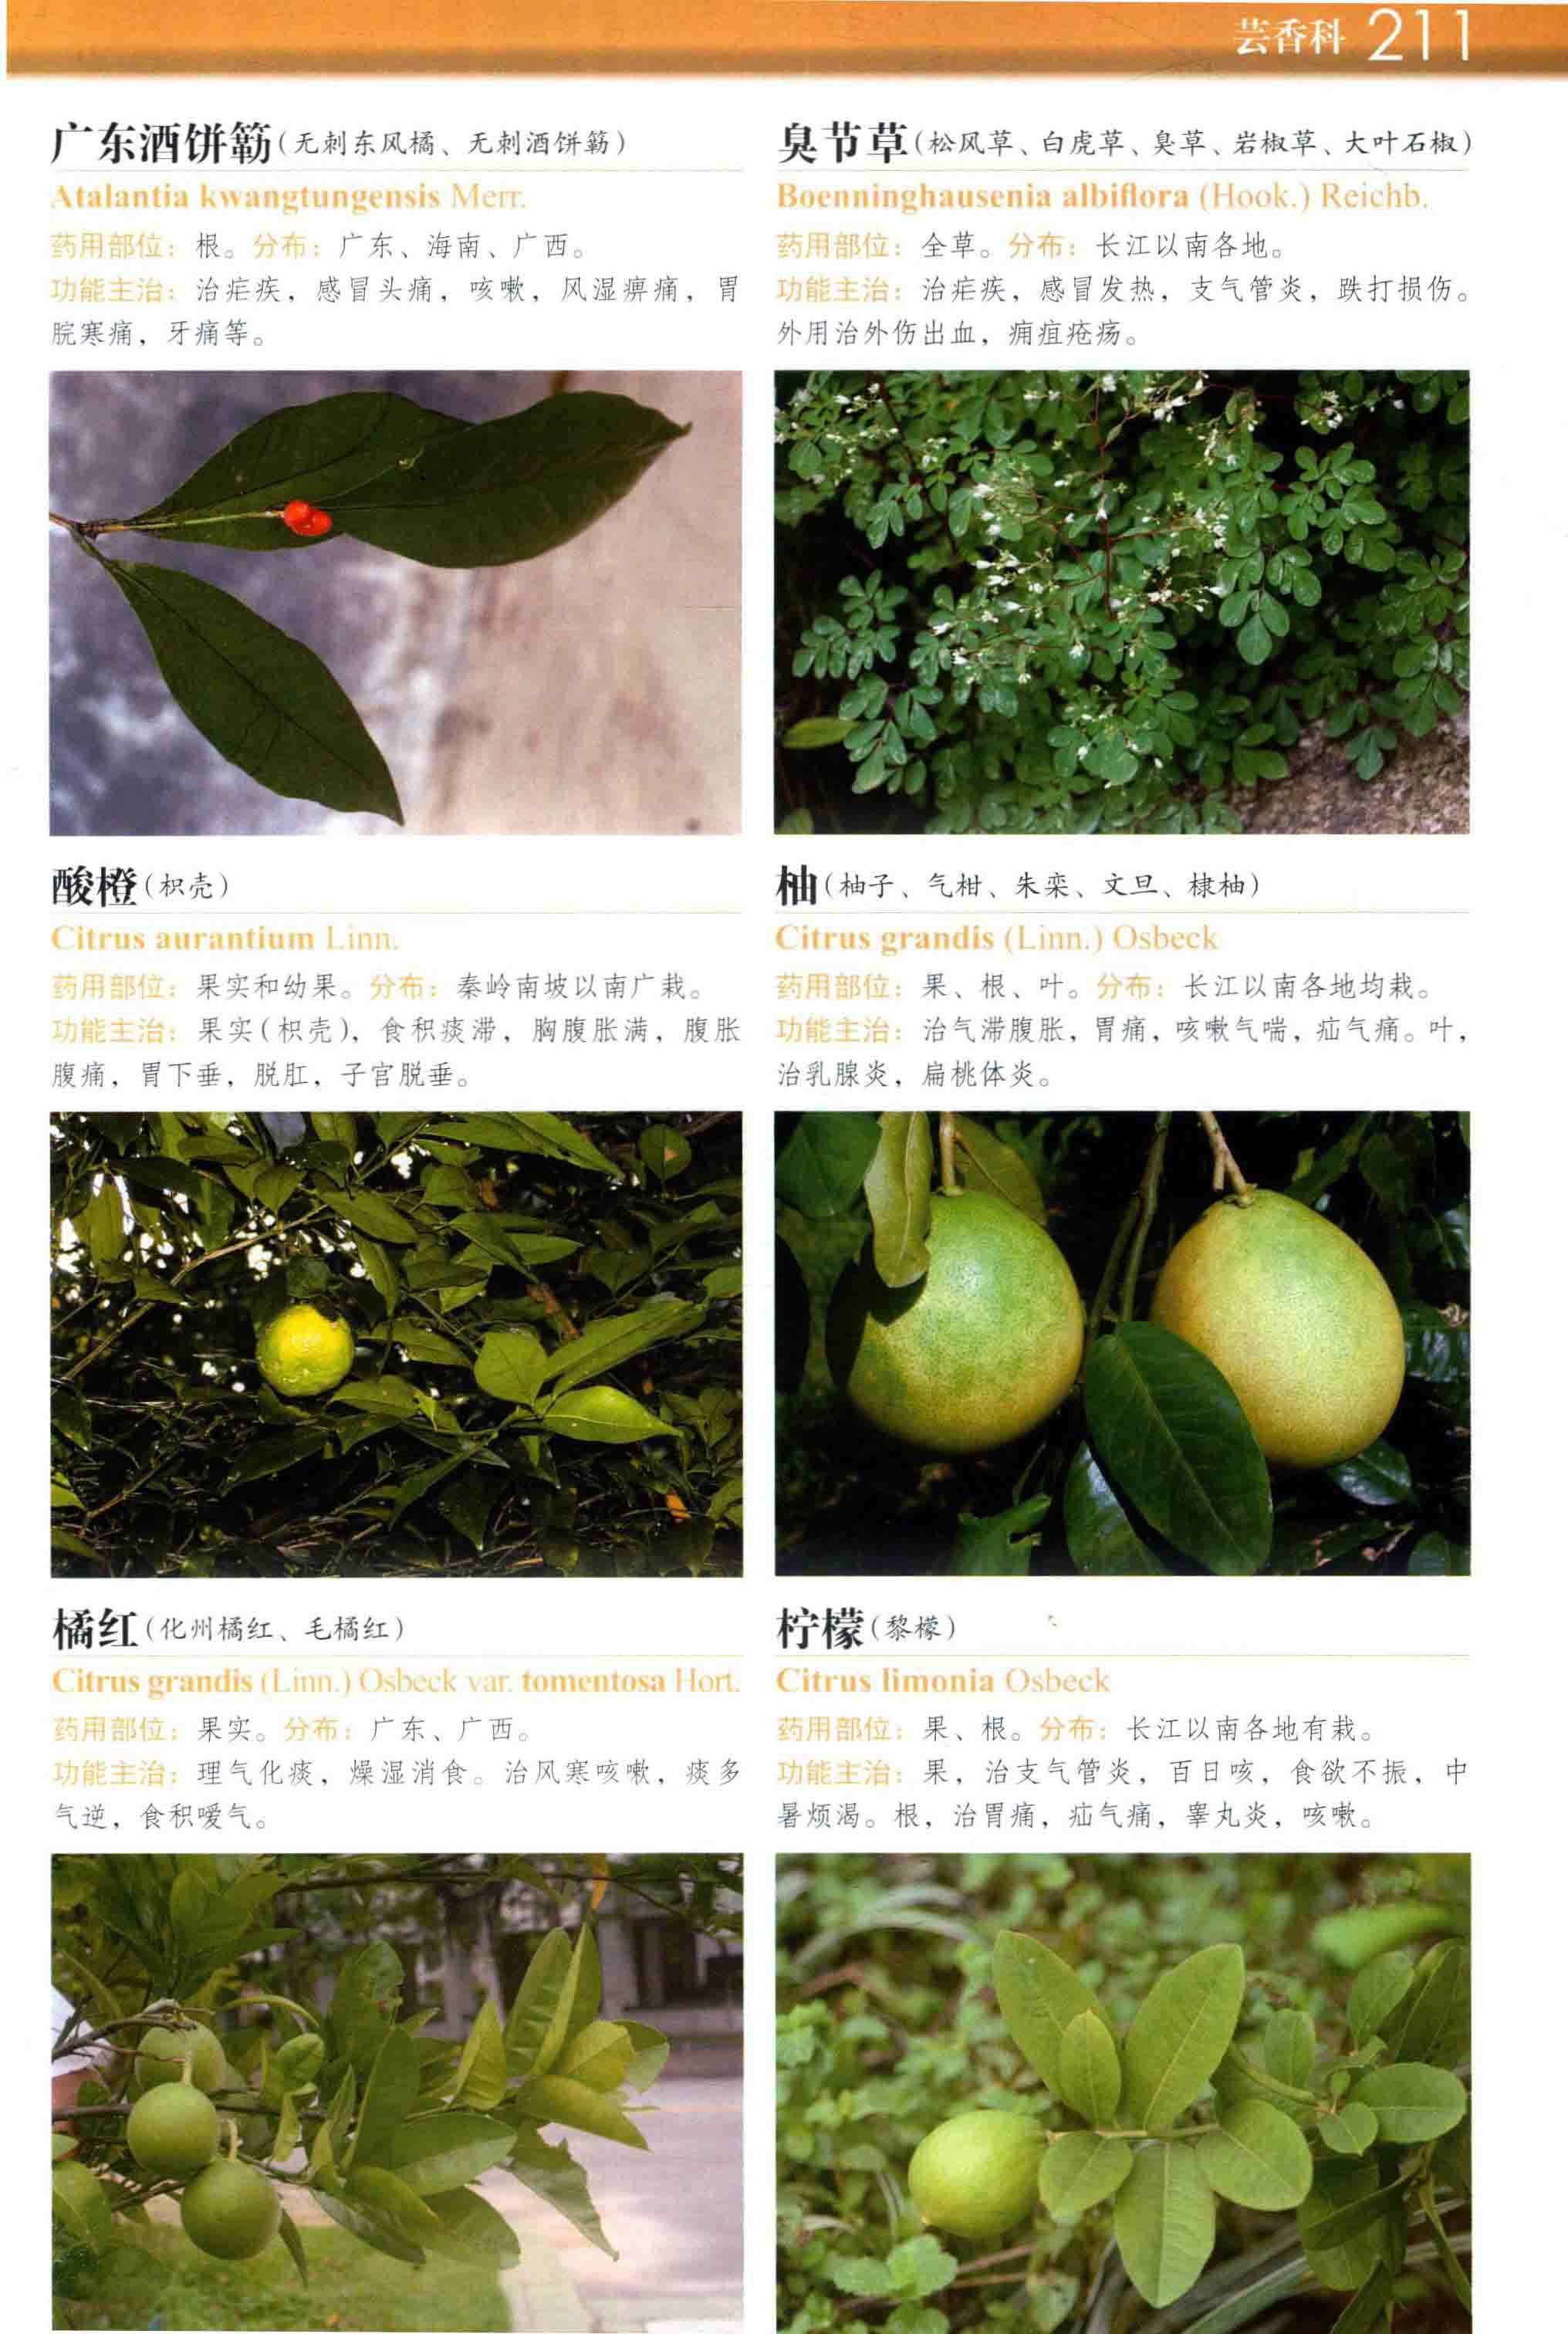 芸香科 211
广东酒饼簕(无刺东风橘、无刺酒饼簕)
Atalantia kwangtungensis Merr.
药用部位：根。分布：广东、海南、广西。
功能主治：治疟疾，感冒头痛，咳嗽，风湿痹痛，胃
脘寒痛，牙痛等。
臭节草(松风草、白虎草、臭草、岩椒草、大叶石椒)
Boenninghausenia albiflora (Hook.) Reichb.
药用部位：全草。分布：长江以南各地。
功能主治：治疟疾，感冒发热，支气管炎，跌打损伤。
外用治外伤出血，痈疽疮疡。
酸橙(枳壳)
Citrus aurantium Linn.
药用部位：果实和幼果。分布：秦岭南坡以南广栽。
功能主治：果实(枳壳)，食积痰滞，胸腹胀满，腹胀
腹痛，胃下垂，脱肛，子宫脱垂。
柚(柚子、气柑、朱栾、文旦、棣柚)
Citrus grandis (Linn.) Osbeck
药用部位：果、根、叶。分布：长江以南各地均栽。
功能主治：治气滞腹胀，胃痛，咳嗽气喘，疝气痛。叶，
治乳腺炎，扁桃体炎。
橘红(化州橘红、毛橘红)
Citrus grandis (Linn.) Osbeck var. tomentosa Hort.
药用部位：果实。分布：广东、广西。
功能主治：理气化痰，燥湿消食。治风寒咳嗽，痰多
气逆，食积嗳气。
柠檬(黎檬)
Citrus limonia Osbeck
药用部位：果、根。分布：长江以南各地有栽。
功能主治：果，治支气管炎，百日咳，食欲不振，中
暑烦渴。根，治胃痛，疝气痛，睾丸炎，咳嗽。